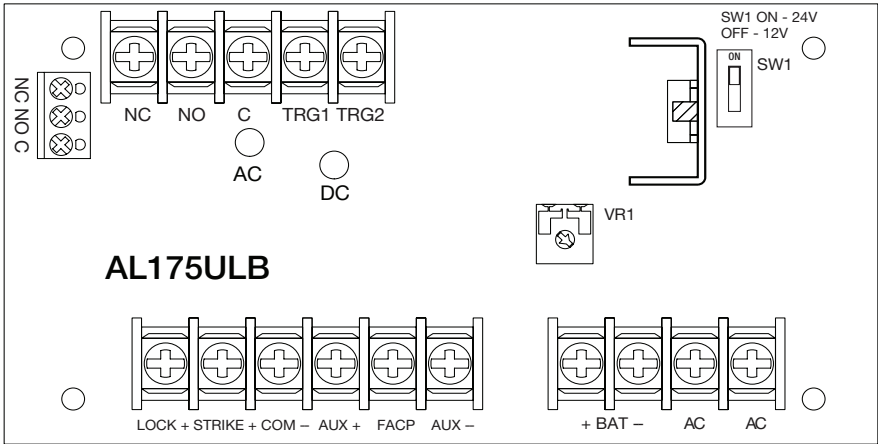 SW1 ON - 24V
OFF - 12V
ON
SW1
NC NO C
NC NO C TRG1 TRG2
AC
DC
VR1
AL175ULB
LOCK + STRIKE + COM – AUX + FACP AUX –
+ BAT – AC AC